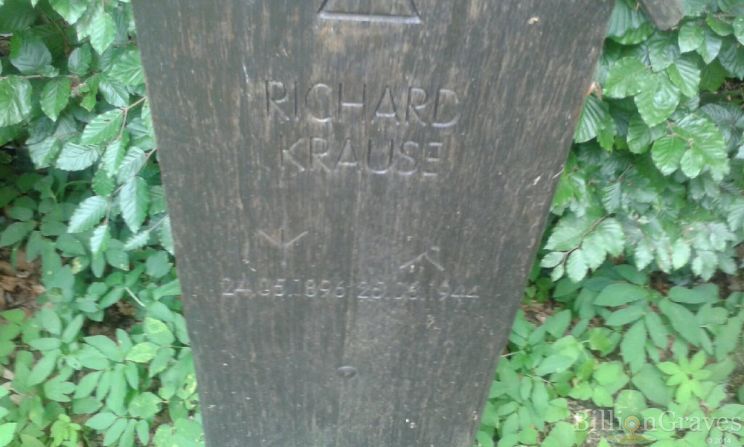 RICHARD
KRAUSE
24.05.1896 28.06.1944
BillionGraves